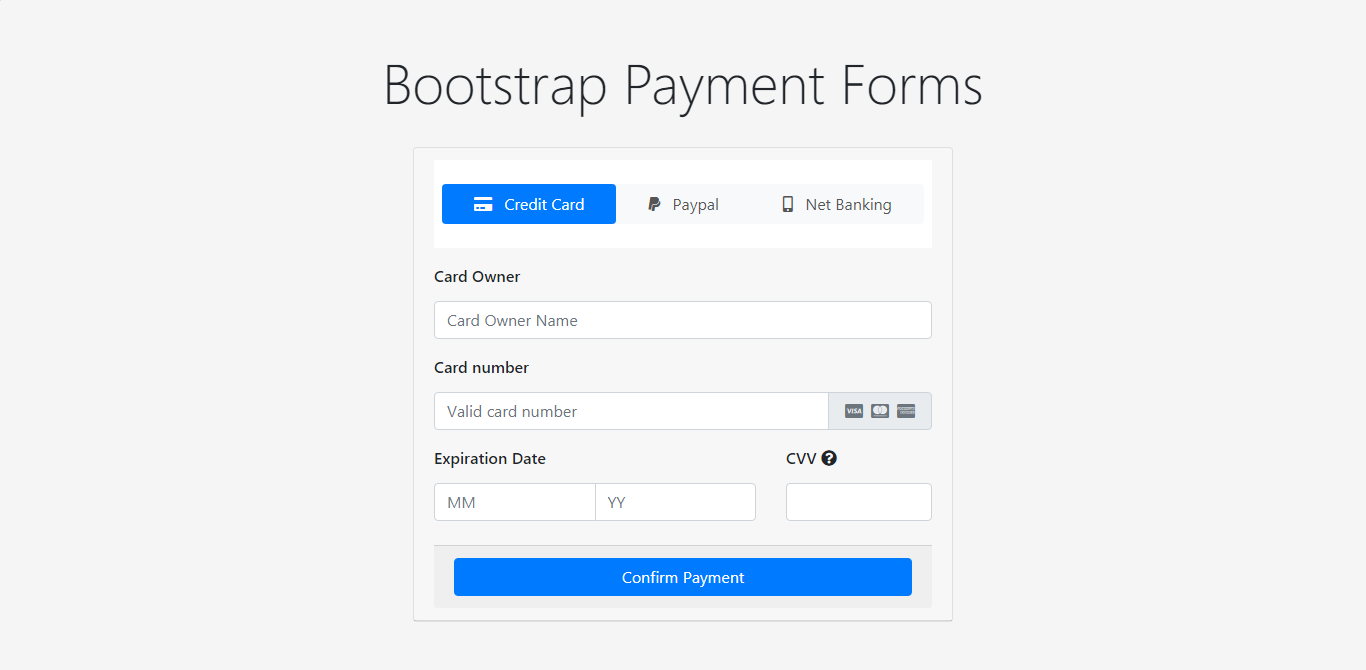 Bootstrap Payment Forms
Credit Card Paypal Net Banking
Card Owner
Card Owner Name
Card number
Valid card number VISA
Expiration Date CVV
MM YY
Confirm Payment